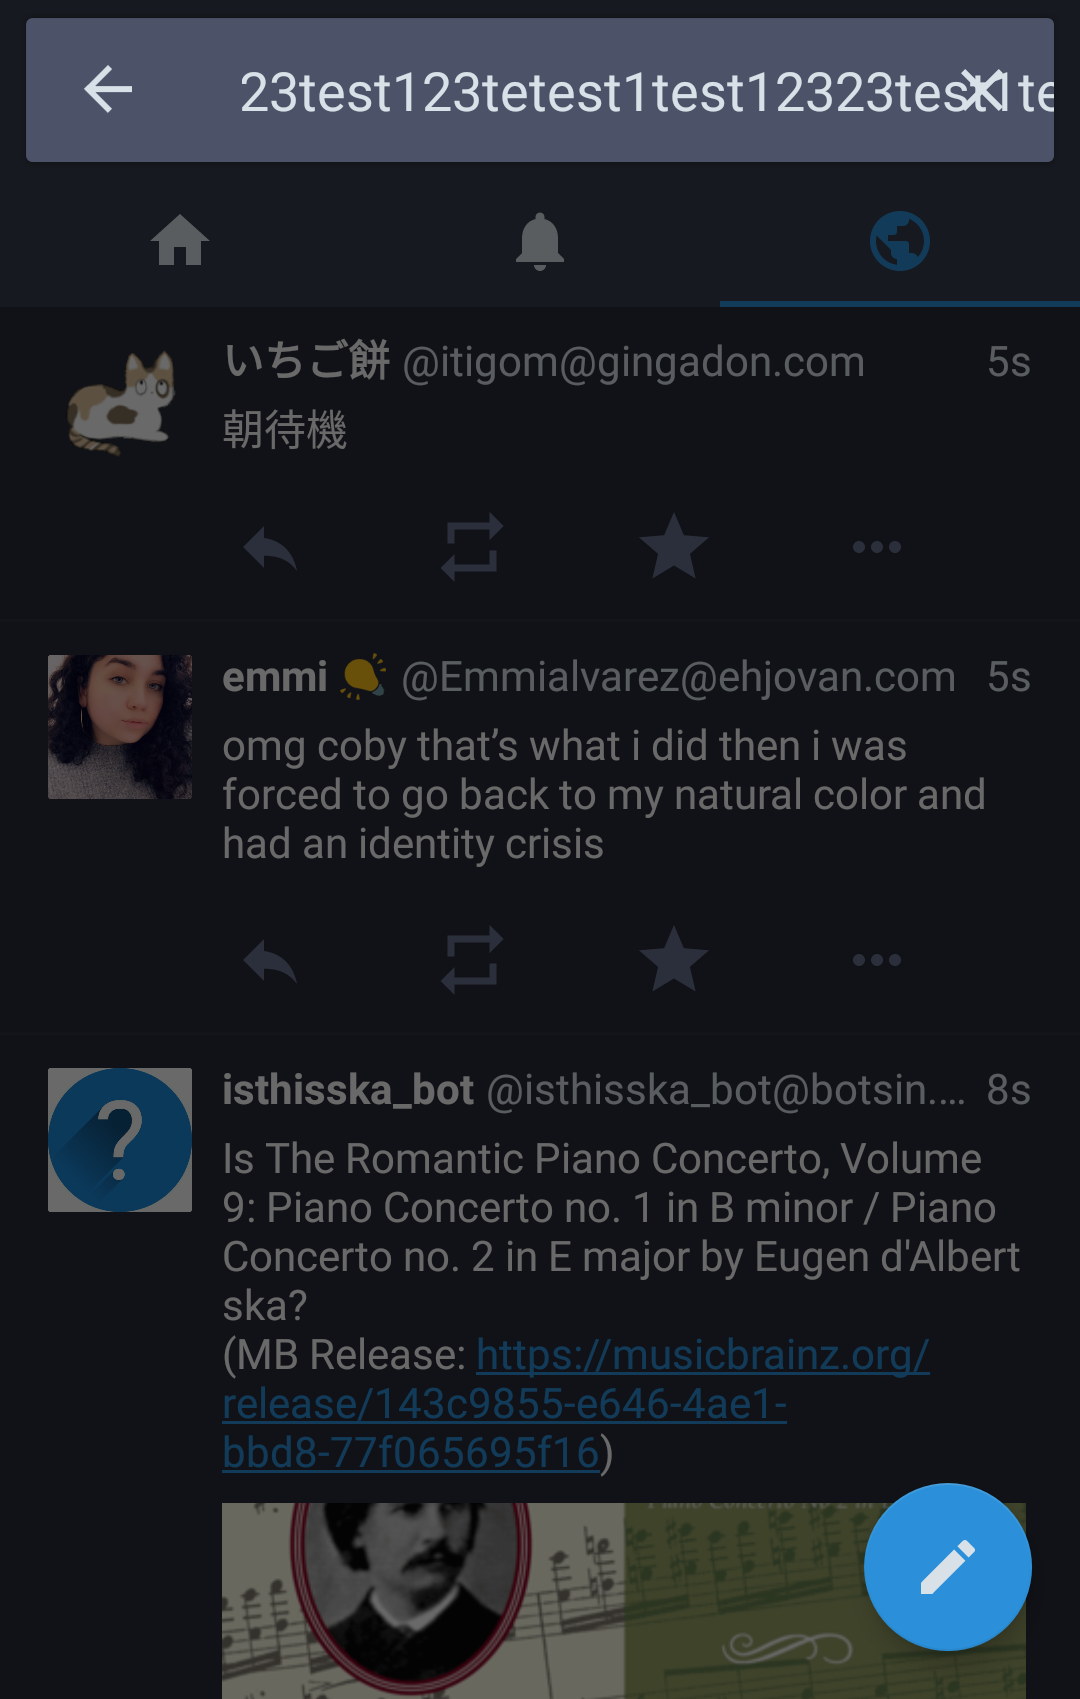 23test123tetest1test12323test1te
いちご餅 @itigom@gingadon.com 5s
朝待機
emmi @Emmialvarez@ehjovan.com 5s
omg coby that’s what i did then i was
forced to go back to my natural color and
had an identity crisis
isthisska_bot @isthisska_bot@botsin.... 8s
Is The Romantic Piano Concerto, Volume
9: Piano Concerto no. 1 in B minor / Piano
Concerto no. 2 in E major by Eugen d'Albert
ska?
(MB Release: https://musicbrainz.org/
release/143c9855-e646-4ae1-
bbd8-77f065695f16)